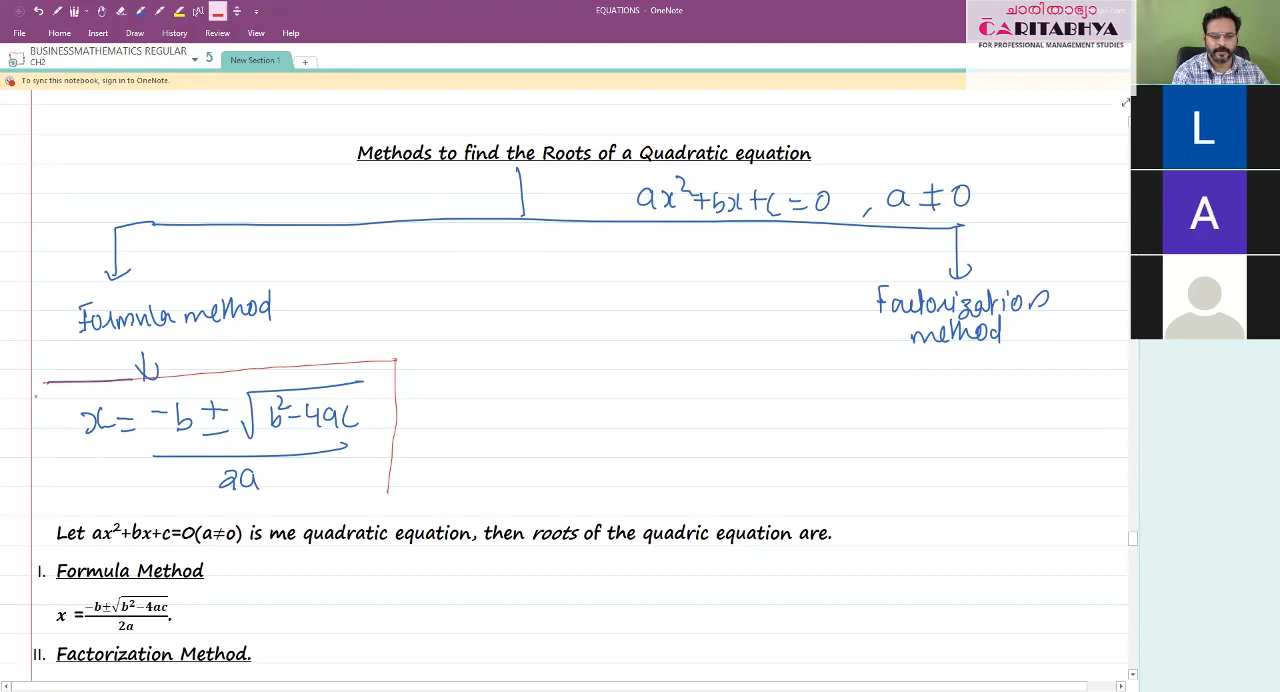 EQUATIONS - OneNote
File Home Insert Draw History Review View Help
ചാരിതാഭ്യാ
CARITABHYA
FOR PROFESSIONAL MANAGEMENT STUDIES
BUSINESSMATHEMATICS REGULAR
CH2
New Section 1
To sync this notebook, sign in to OneNote.
Methods to find the Roots of a Quadratic equation
ax²+bx+c=0, a≠0
Formula method
Factorization
method
x = -b ± √b²-4ac
2a
Let ax²+bx+c=0(a≠0) is me quadratic equation, then roots of the quadric equation are.
I. Formula Method
x = -b±√b²-4ac
2a
.
II. Factorization Method.
L
A